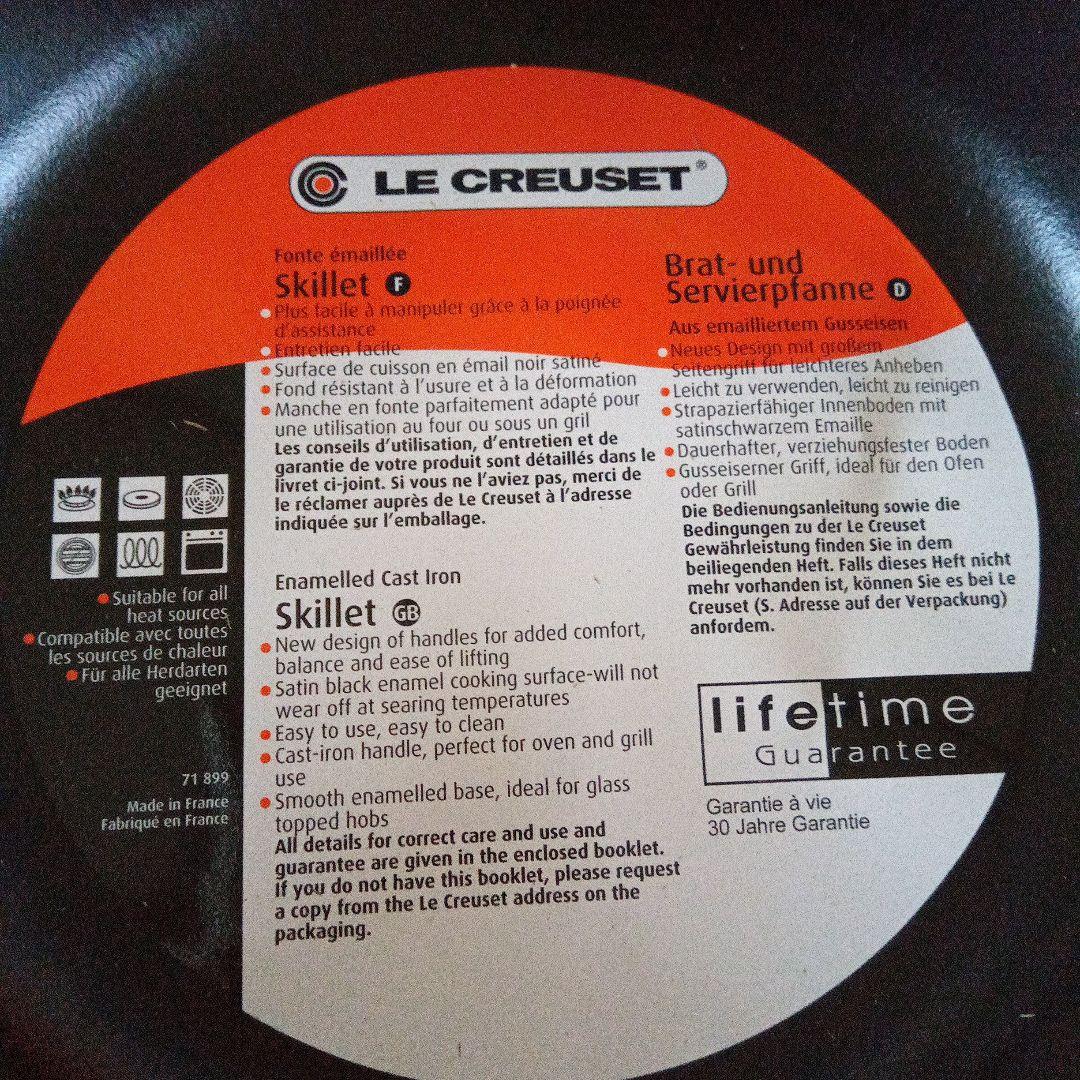 LE CREUSET®
Fonte émaillée
Skillet F
Plus facile à manipuler grâce à la poignée
d'assistance
Entretien facile
Surface de cuisson en émail noir satiné
Fond résistant à l'usure et à la déformation
Manche en fonte parfaitement adapté pour
une utilisation au four ou sous un gril
Les conseils d'utilisation, d'entretien et de
garantie de votre produit sont détaillés dans le
livret ci-joint. Si vous ne l'aviez pas, merci de
le réclamer auprès de Le Creuset à l'adresse
indiquée sur l'emballage.
Brat- und
Servierpfanne D
Aus emailliertem Gusseisen
Neues Design mit großem
Seitengriff für leichteres Anheben
Leicht zu verwenden, leicht zu reinigen
Strapazierfähiger Innenboden mit
satinschwarzem Emaille
Dauerhafter, verziehungsfester Boden
Gusseiserner Griff, ideal für den Ofen
oder Grill
Die Bedienungsanleitung sowie die
Bedingungen zu der Le Creuset
Gewährleistung finden Sie in dem
beiliegenden Heft. Falls dieses Heft nicht
mehr vorhanden ist, können Sie es bei Le
Creuset (S. Adresse auf der Verpackung)
anfordem.
Suitable for all
heat sources
Compatible avec toutes
les sources de chaleur
Für alle Herdarten
geeignet
71 899
Made in France
Fabriqué en France
Enamelled Cast Iron
Skillet GB
New design of handles for added comfort,
balance and ease of lifting
Satin black enamel cooking surface-will not
wear off at searing temperatures
Easy to use, easy to clean
Cast-iron handle, perfect for oven and grill
use
Smooth enamelled base, ideal for glass
topped hobs
All details for correct care and use and
guarantee are given in the enclosed booklet.
If you do not have this booklet, please request
a copy from the Le Creuset address on the
packaging.
lifetime
Guarantee
Garantie à vie
30 Jahre Garantie